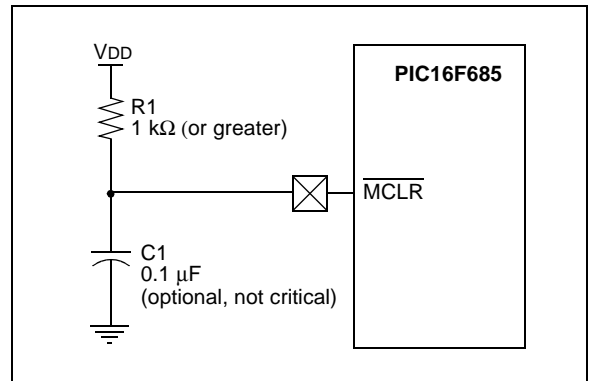 VDD
R1
1 kΩ (or greater)
PIC16F685
MCLR
C1
0.1 μF
(optional, not critical)